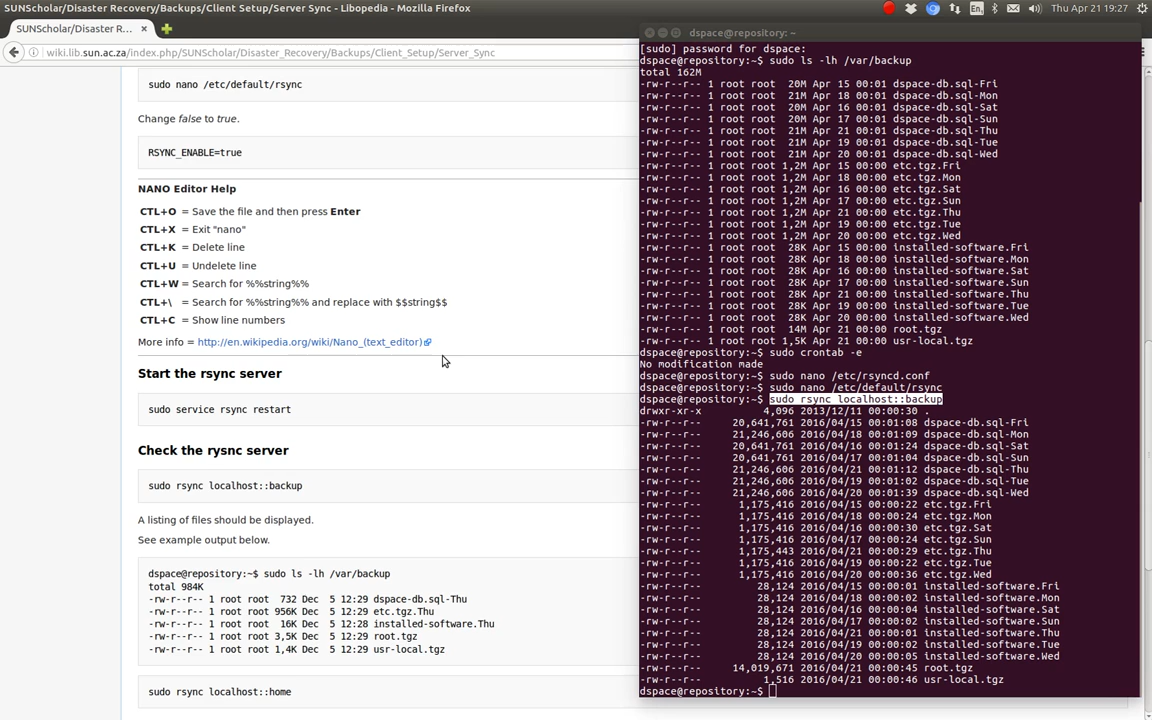 SUNScholar/Disaster Recovery/Backups/Client Setup/Server Sync - Libopedia - Mozilla Firefox
En
Thu Apr 21 19:27
SUNScholar/Disaster R...
wiki.lib.sun.ac.za/index.php/SUNScholar/Disaster_Recovery/Backups/Client_Setup/Server_Sync
sudo nano /etc/default/rsync
Change false to true.
RSYNC_ENABLE=true
NANO Editor Help
CTL+O = Save the file and then press Enter
CTL+X = Exit "nano"
CTL+K = Delete line
CTL+U = Undelete line
CTL+W = Search for %%string%%
CTL+\ = Search for %%string%% and replace with $$string$$
CTL+C = Show line numbers
More info = http://en.wikipedia.org/wiki/Nano_(text_editor)
Start the rsync server
sudo service rsync restart
Check the rysnc server
sudo rsync localhost::backup
A listing of files should be displayed.
See example output below.
dspace@repository:~$ sudo ls -lh /var/backup
total 984K
-rw-r--r-- 1 root root  732 Dec  5 12:29 dspace-db.sql-Thu
-rw-r--r-- 1 root root 956K Dec  5 12:29 etc.tgz.Thu
-rw-r--r-- 1 root root  16K Dec  5 12:28 installed-software.Thu
-rw-r--r-- 1 root root 3,5K Dec  5 12:29 root.tgz
-rw-r--r-- 1 root root 1,4K Dec  5 12:29 usr-local.tgz
sudo rsync localhost::home
dspace@repository: ~
[sudo] password for dspace:
dspace@repository:~$ sudo ls -lh /var/backup
total 162M
-rw-r--r-- 1 root root  20M Apr 15 00:01 dspace-db.sql-Fri
-rw-r--r-- 1 root root  21M Apr 18 00:01 dspace-db.sql-Mon
-rw-r--r-- 1 root root  20M Apr 16 00:01 dspace-db.sql-Sat
-rw-r--r-- 1 root root  20M Apr 17 00:01 dspace-db.sql-Sun
-rw-r--r-- 1 root root  21M Apr 21 00:01 dspace-db.sql-Thu
-rw-r--r-- 1 root root  21M Apr 19 00:01 dspace-db.sql-Tue
-rw-r--r-- 1 root root  21M Apr 20 00:01 dspace-db.sql-Wed
-rw-r--r-- 1 root root 1,2M Apr 15 00:00 etc.tgz.Fri
-rw-r--r-- 1 root root 1,2M Apr 18 00:00 etc.tgz.Mon
-rw-r--r-- 1 root root 1,2M Apr 16 00:00 etc.tgz.Sat
-rw-r--r-- 1 root root 1,2M Apr 17 00:00 etc.tgz.Sun
-rw-r--r-- 1 root root 1,2M Apr 21 00:00 etc.tgz.Thu
-rw-r--r-- 1 root root 1,2M Apr 19 00:00 etc.tgz.Tue
-rw-r--r-- 1 root root 1,2M Apr 20 00:00 etc.tgz.Wed
-rw-r--r-- 1 root root  28K Apr 15 00:00 installed-software.Fri
-rw-r--r-- 1 root root  28K Apr 18 00:00 installed-software.Mon
-rw-r--r-- 1 root root  28K Apr 16 00:00 installed-software.Sat
-rw-r--r-- 1 root root  28K Apr 17 00:00 installed-software.Sun
-rw-r--r-- 1 root root  28K Apr 21 00:00 installed-software.Thu
-rw-r--r-- 1 root root  28K Apr 19 00:00 installed-software.Tue
-rw-r--r-- 1 root root  28K Apr 20 00:00 installed-software.Wed
-rw-r--r-- 1 root root  14M Apr 21 00:00 root.tgz
-rw-r--r-- 1 root root 1,5K Apr 21 00:00 usr-local.tgz
dspace@repository:~$ sudo crontab -e
No modification made
dspace@repository:~$ sudo nano /etc/rsyncd.conf
dspace@repository:~$ sudo nano /etc/default/rsync
dspace@repository:~$ sudo rsync localhost::backup
drwxr-xr-x          4,096 2013/12/11 00:00:30 .
-rw-r--r--     20,641,761 2016/04/15 00:01:08 dspace-db.sql-Fri
-rw-r--r--     21,246,606 2016/04/18 00:01:09 dspace-db.sql-Mon
-rw-r--r--     20,641,761 2016/04/16 00:01:24 dspace-db.sql-Sat
-rw-r--r--     20,641,761 2016/04/17 00:01:04 dspace-db.sql-Sun
-rw-r--r--     21,246,606 2016/04/21 00:01:12 dspace-db.sql-Thu
-rw-r--r--     21,246,606 2016/04/19 00:01:02 dspace-db.sql-Tue
-rw-r--r--     21,246,606 2016/04/20 00:01:39 dspace-db.sql-Wed
-rw-r--r--      1,175,416 2016/04/15 00:00:22 etc.tgz.Fri
-rw-r--r--      1,175,416 2016/04/18 00:00:24 etc.tgz.Mon
-rw-r--r--      1,175,416 2016/04/16 00:00:30 etc.tgz.Sat
-rw-r--r--      1,175,416 2016/04/17 00:00:24 etc.tgz.Sun
-rw-r--r--      1,175,443 2016/04/21 00:00:29 etc.tgz.Thu
-rw-r--r--      1,175,416 2016/04/19 00:00:22 etc.tgz.Tue
-rw-r--r--      1,175,416 2016/04/20 00:00:36 etc.tgz.Wed
-rw-r--r--         28,124 2016/04/15 00:00:01 installed-software.Fri
-rw-r--r--         28,124 2016/04/18 00:00:02 installed-software.Mon
-rw-r--r--         28,124 2016/04/16 00:00:04 installed-software.Sat
-rw-r--r--         28,124 2016/04/17 00:00:02 installed-software.Sun
-rw-r--r--         28,124 2016/04/21 00:00:01 installed-software.Thu
-rw-r--r--         28,124 2016/04/19 00:00:02 installed-software.Tue
-rw-r--r--         28,124 2016/04/20 00:00:05 installed-software.Wed
-rw-r--r--     14,019,671 2016/04/21 00:00:45 root.tgz
-rw-r--r--          1,516 2016/04/21 00:00:46 usr-local.tgz
dspace@repository:~$